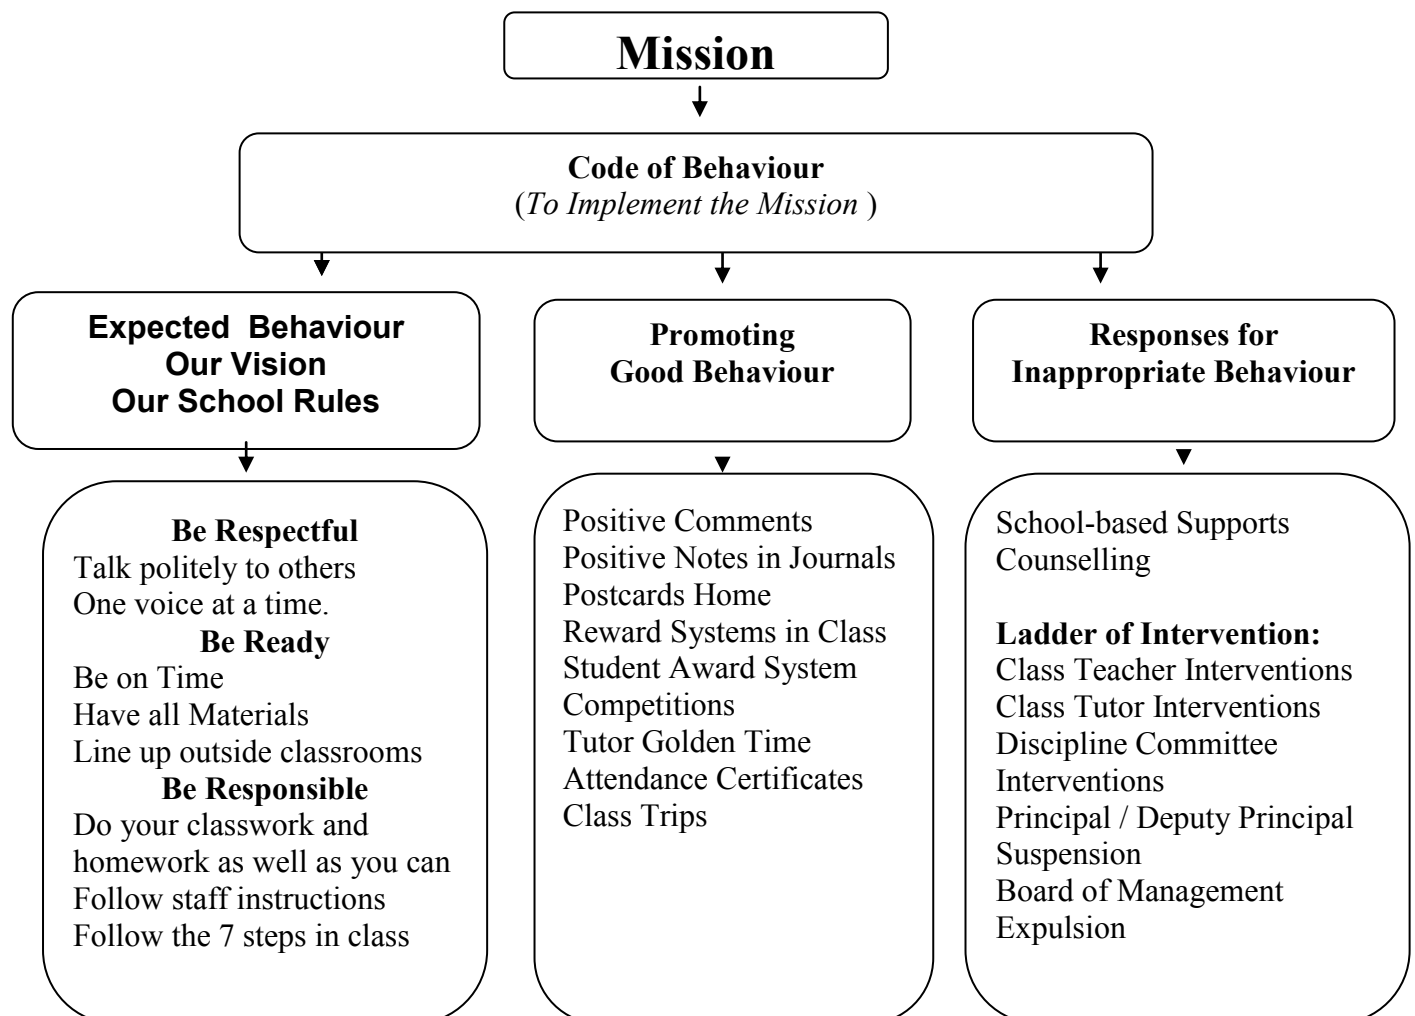 Mission
Code of Behaviour
(To Implement the Mission )
Expected Behaviour
Our Vision
Our School Rules
Promoting
Good Behaviour
Responses for
Inappropriate Behaviour
Be Respectful
Talk politely to others
One voice at a time.
Be Ready
Be on Time
Have all Materials
Line up outside classrooms
Be Responsible
Do your classwork and
homework as well as you can
Follow staff instructions
Follow the 7 steps in class
Positive Comments
Positive Notes in Journals
Postcards Home
Reward Systems in Class
Student Award System
Competitions
Tutor Golden Time
Attendance Certificates
Class Trips
School-based Supports
Counselling
Ladder of Intervention:
Class Teacher Interventions
Class Tutor Interventions
Discipline Committee
Interventions
Principal / Deputy Principal
Suspension
Board of Management
Expulsion